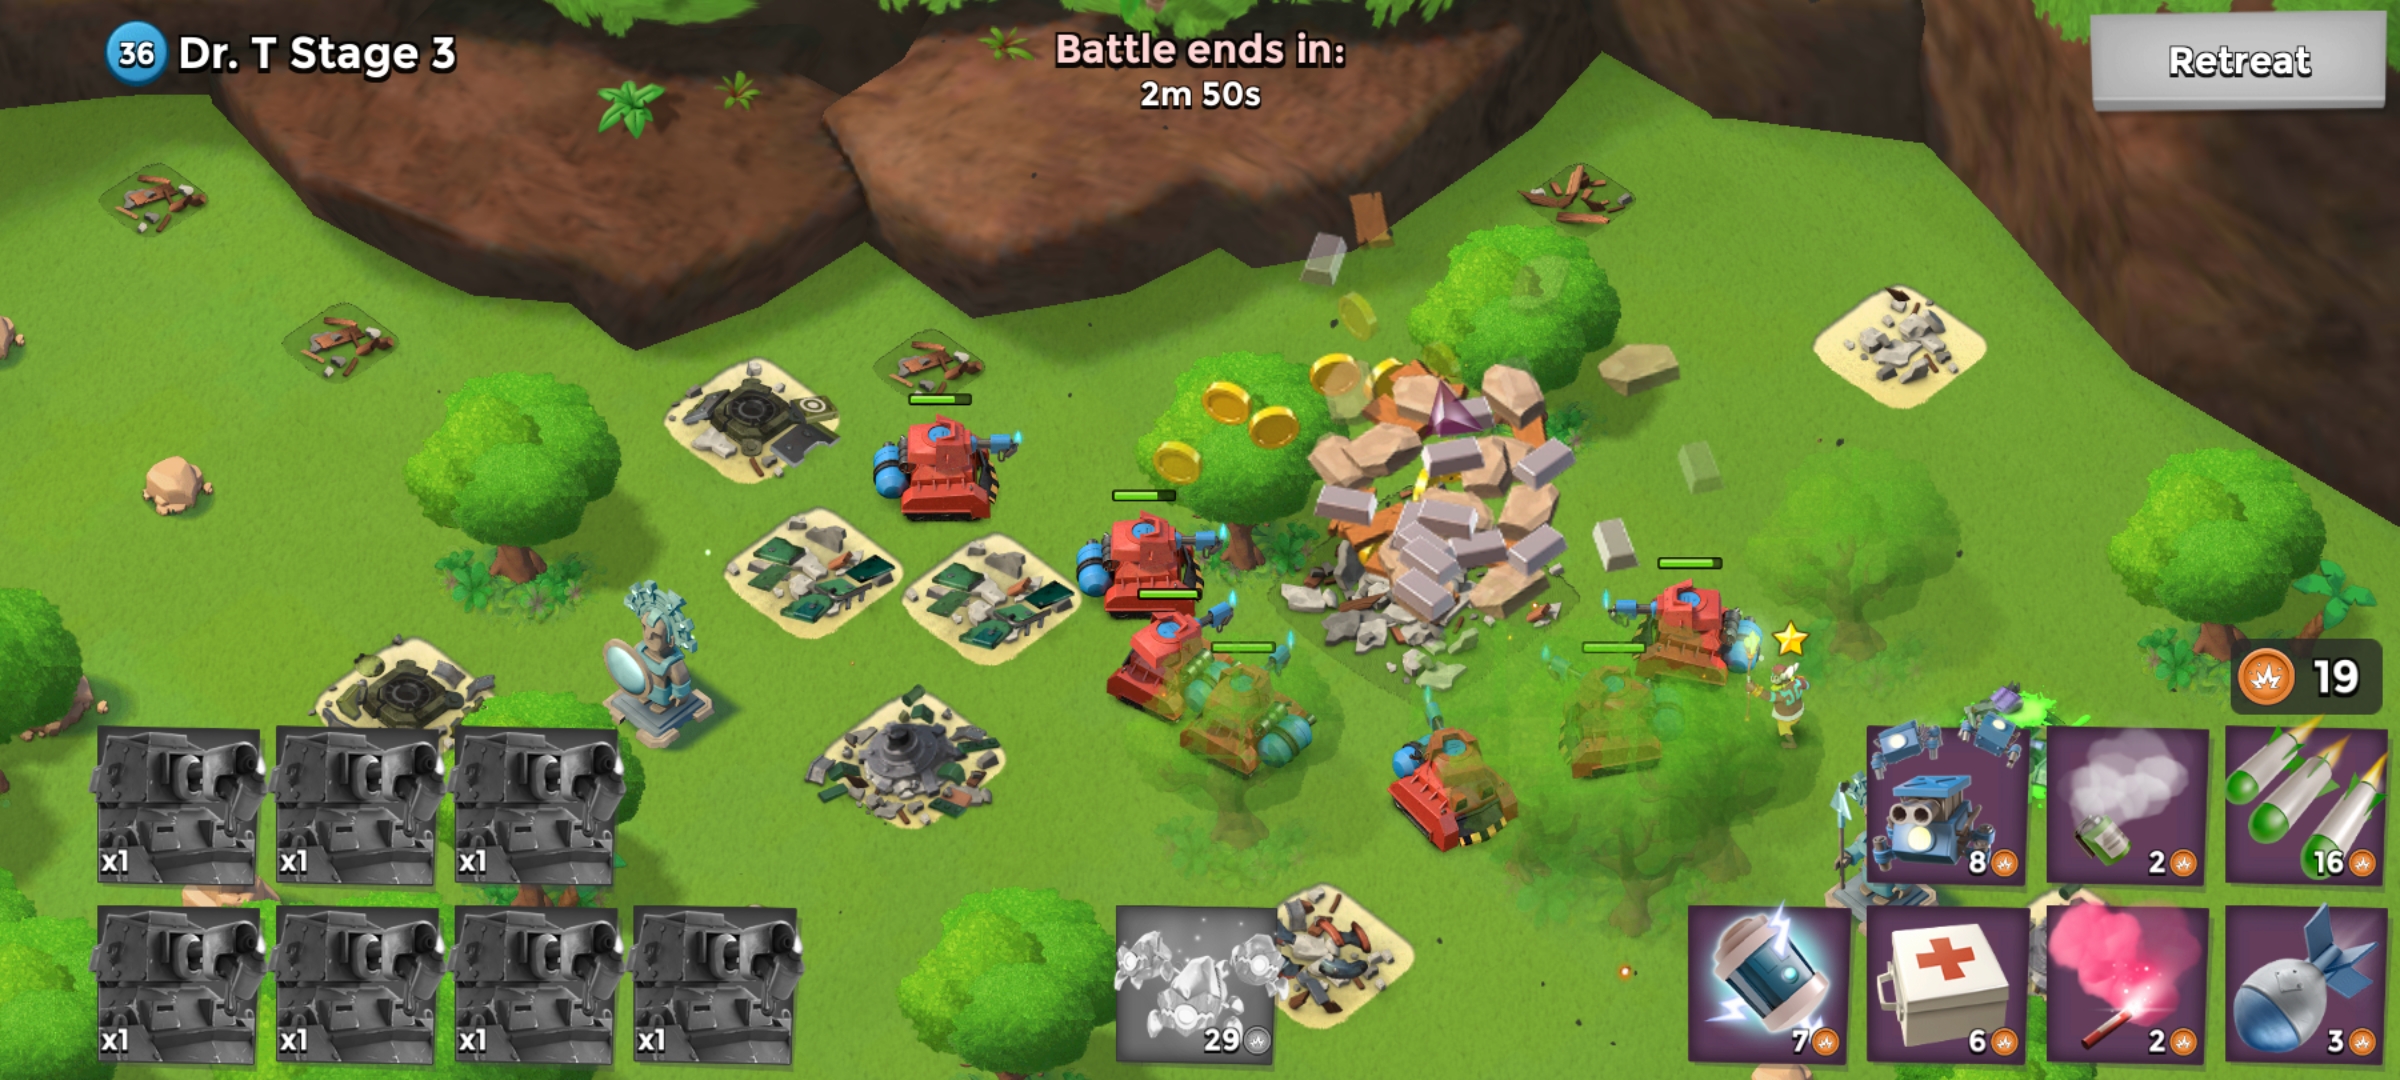 36 Dr. T Stage 3
Battle ends in:
2m 50s
Retreat
19
x1 x1 x1
8 2 16
x1 x1 x1 x1
29
7 6 2 3